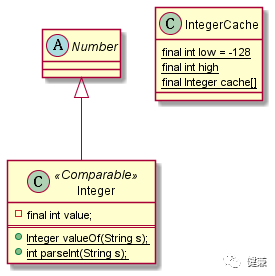 A Number
C IntegerCache
final int low = -128
final int high
final Integer cache[]
C «Comparable»
Integer
final int value;
Integer valueOf(String s);
int parseInt(String s);
健兼